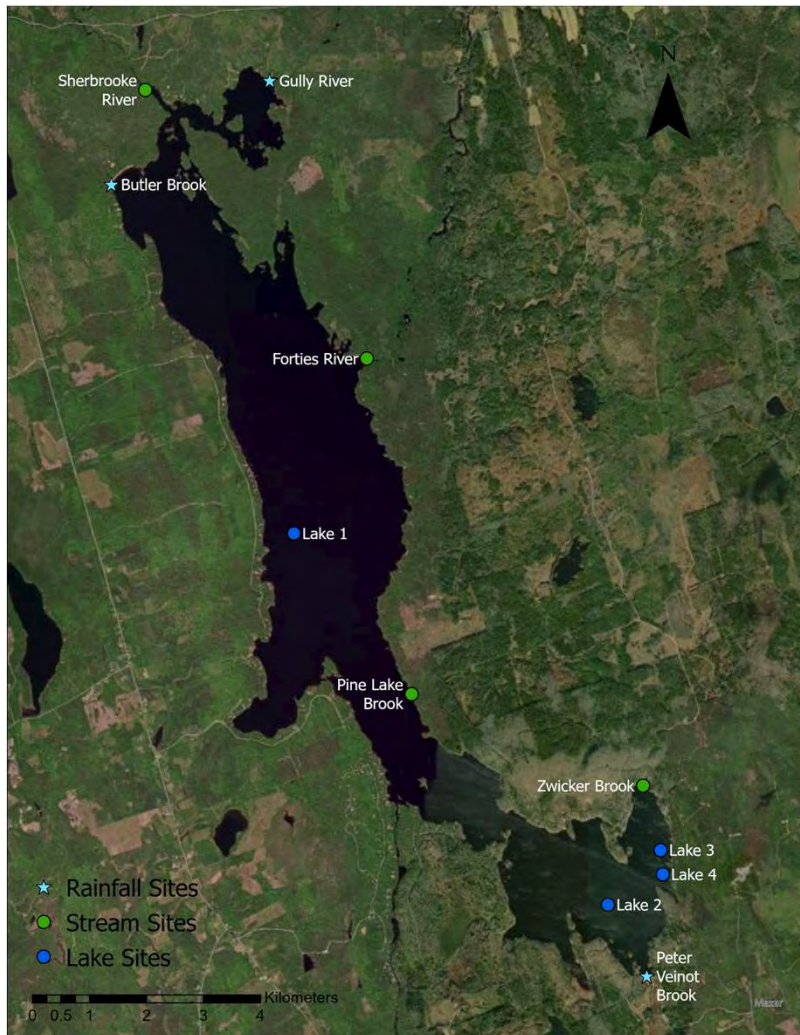 N
Sherbrooke
River
Gully River
Butler Brook
Forties River
Lake 1
Pine Lake
Brook
Zwicker Brook
Lake 3
Lake 4
Lake 2
Peter
Veinot
Brook
Rainfall Sites
Stream Sites
Lake Sites
Kilometers
0 0.5 1 2 3 4
Maxar